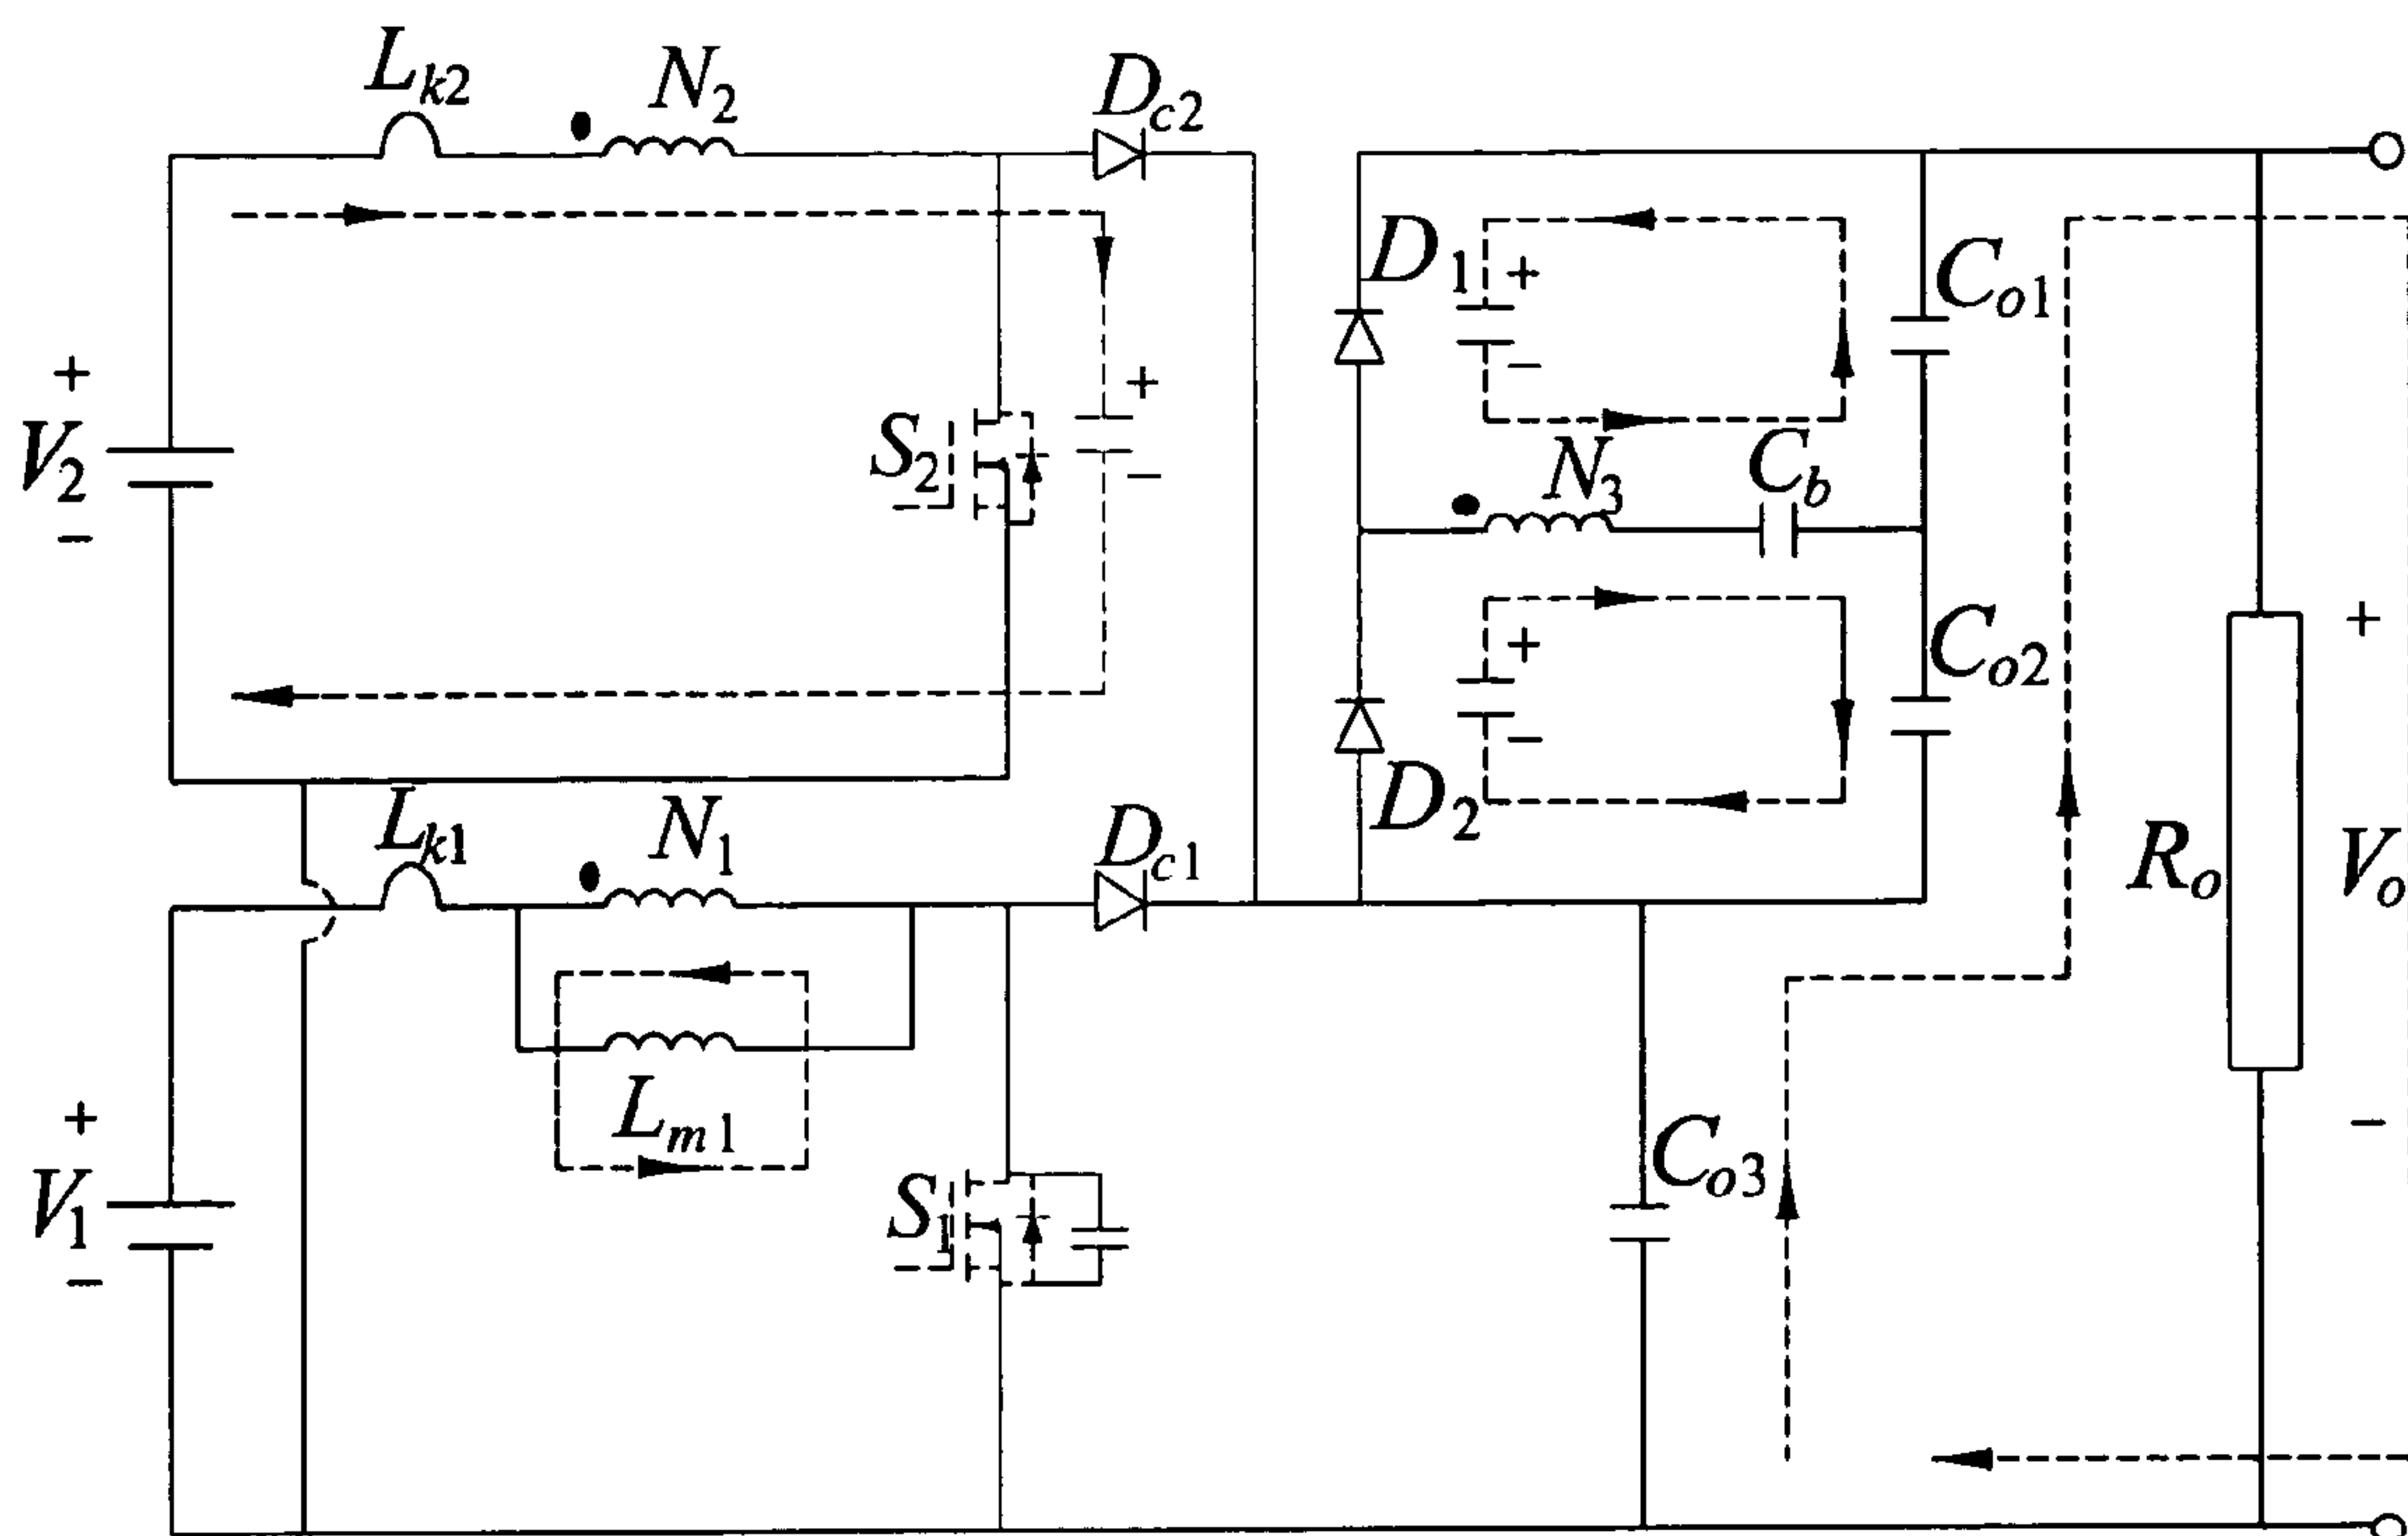 L_{k2}
N_2
D_{c2}
+
V_2
−
S_2
+
−
D_1
+
−
C_{o1}
N_3
C_b
+
−
D_2
C_{o2}
L_{k1}
N_1
D_{c1}
L_{m1}
+
V_1
−
S_1
C_{o3}
R_o
+
V_o
−